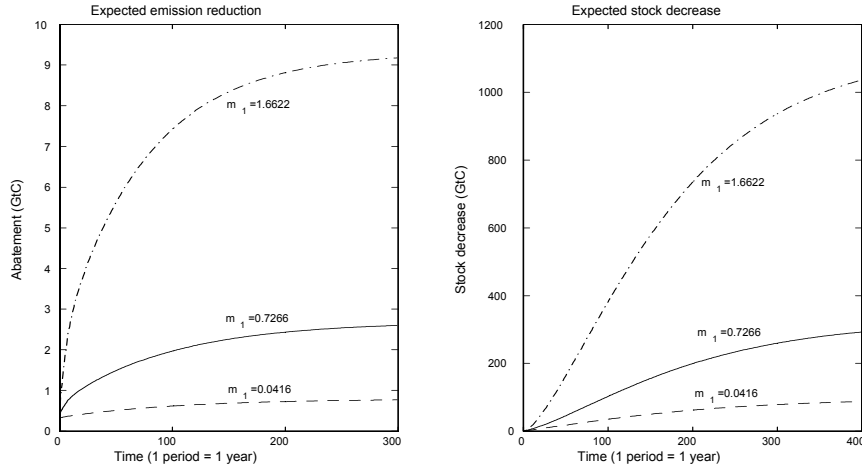 Expected emission reduction
10
9
8
7
6
5
4
3
2
1
0
Abatement (GtC)
m 1 =1.6622
m 1 =0.7266
m 1 =0.0416
0 100 200 300
Time (1 period = 1 year)
Expected stock decrease
1200
1000
800
600
400
200
0
Stock decrease (GtC)
m 1 =1.6622
m 1 =0.7266
m 1 =0.0416
0 100 200 300 400
Time (1 period = 1 year)